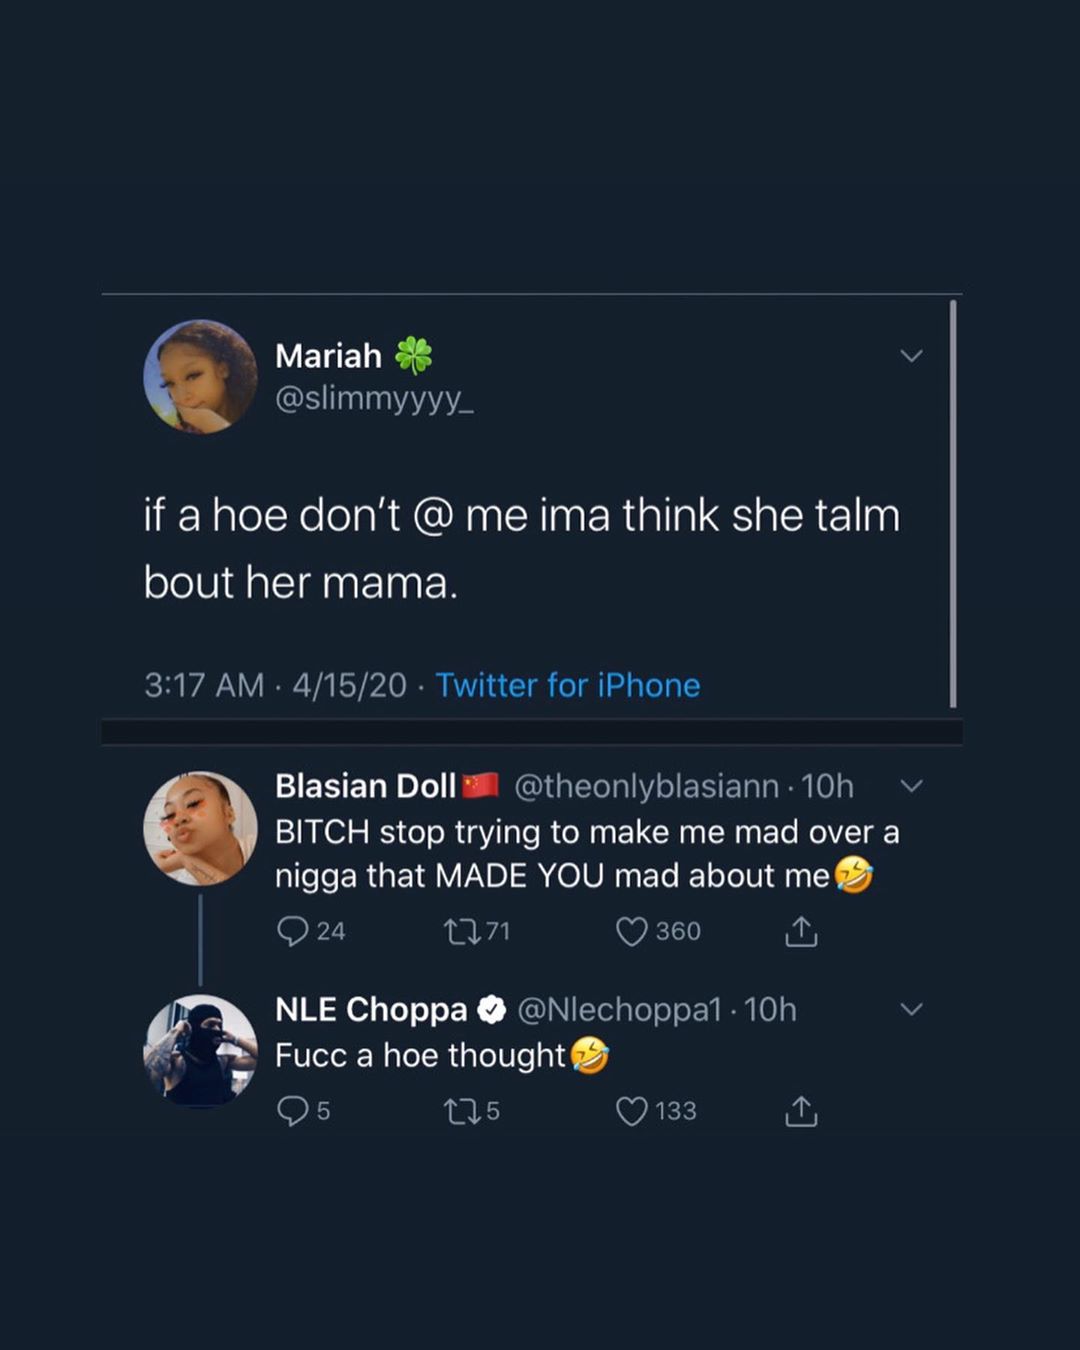 Mariah 🍀
@slimmyyyy_
if a hoe don’t @ me ima think she talm
bout her mama.
3:17 AM · 4/15/20 · Twitter for iPhone
Blasian Doll🇨🇳 @theonlyblasiann · 10h
BITCH stop trying to make me mad over a
nigga that MADE YOU mad about me🤣
24 71 360
NLE Choppa @Nlechoppa1 · 10h
Fucc a hoe thought🤣
5 5 133